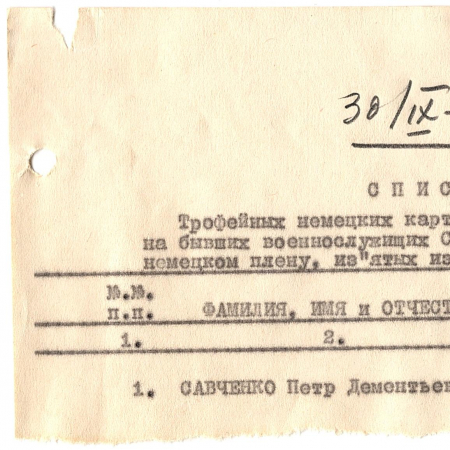 30/IX-
СПИС
Трофейных немецких карт
на бывших военнослужищих С
немецком плену, из"ятых из
№.№.
п.п. ФАМИЛИЯ, ИМЯ и ОТЧЕСТ
1. 2.
1. САВЧЕНКО Петр Дементьев